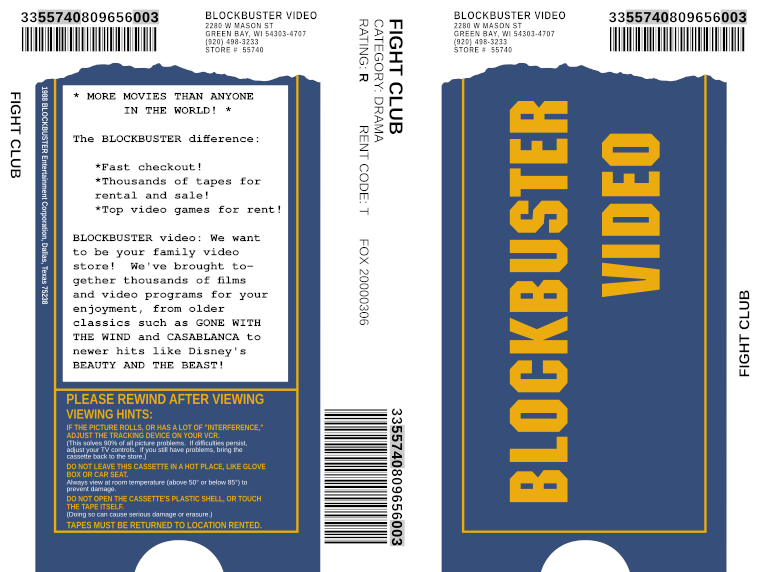 33557408096560​03
BLOCKBUSTER VIDEO
2280 W MASON ST
GREEN BAY, WI 54303-4707
(920) 498-3233
STORE # 55740
FIGHT CLUB
1988 BLOCKBUSTER Entertainment Corporation, Dallas, Texas 75238
* MORE MOVIES THAN ANYONE
IN THE WORLD! *
The BLOCKBUSTER difference:
*Fast checkout!
*Thousands of tapes for
rental and sale!
*Top video games for rent!
BLOCKBUSTER video: We want
to be your family video
store! We've brought to-
gether thousands of films
and video programs for your
enjoyment, from older
classics such as GONE WITH
THE WIND and CASABLANCA to
newer hits like Disney's
BEAUTY AND THE BEAST!
PLEASE REWIND AFTER VIEWING
VIEWING HINTS:
IF THE PICTURE ROLLS, OR HAS A LOT OF "INTERFERENCE,"
ADJUST THE TRACKING DEVICE ON YOUR VCR.
(This solves 90% of all picture problems. If difficulties persist,
adjust your TV controls. If you still have problems, bring the
cassette back to the store.)
DO NOT LEAVE THIS CASSETTE IN A HOT PLACE, LIKE GLOVE
BOX OR CAR SEAT.
Always view at room temperature (above 50° or below 85°) to
prevent damage.
DO NOT OPEN THE CASSETTE'S PLASTIC SHELL, OR TOUCH
THE TAPE ITSELF.
(Doing so can cause serious damage or erasure.)
TAPES MUST BE RETURNED TO LOCATION RENTED.
FIGHT CLUB
CATEGORY: DRAMA
RATING: R RENT CODE: T FOX 20000306
3355740809656003
BLOCKBUSTER VIDEO
2280 W MASON ST
GREEN BAY, WI 54303-4707
(920) 498-3233
STORE # 55740
3355740809656003
BLOCKBUSTER
VIDEO
FIGHT CLUB